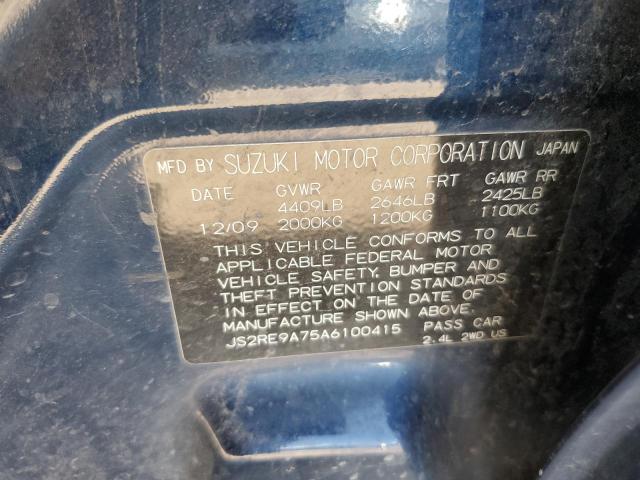 MFD BY SUZUKI MOTOR CORPORATION JAPAN
DATE GVWR GAWR FRT GAWR RR
4409LB 2646LB 2425LB
12/09 2000KG 1200KG 1100KG
THIS VEHICLE CONFORMS TO ALL
APPLICABLE FEDERAL MOTOR
VEHICLE SAFETY, BUMPER AND
THEFT PREVENTION STANDARDS
IN EFFECT ON THE DATE OF
MANUFACTURE SHOWN ABOVE.
JS2RE9A75A6100415 PASS CAR
2.4L 2WD US